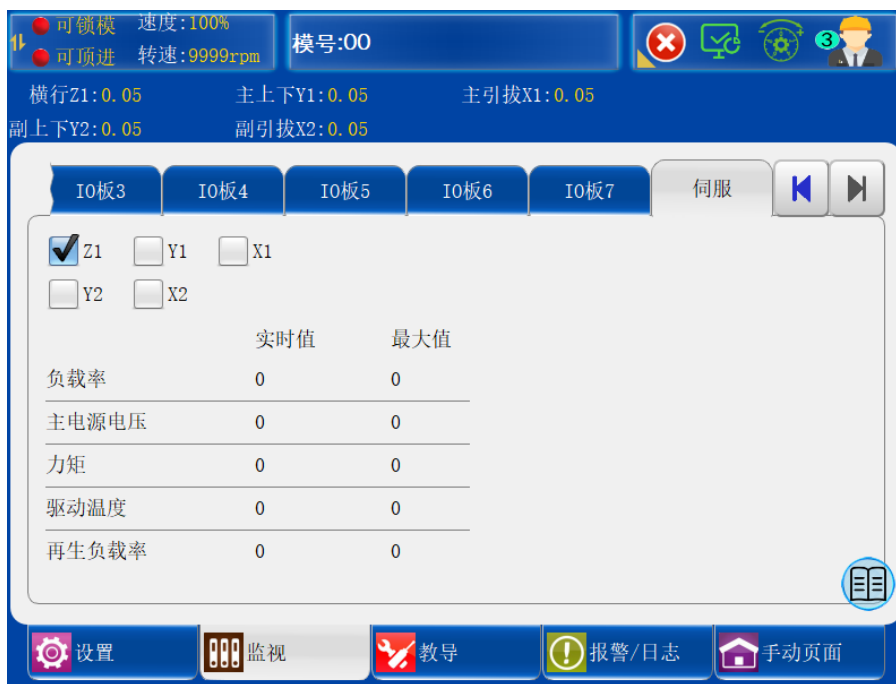 可锁模 速度:100%
可顶进 转速:9999rpm
模号:00
3
横行Z1:0.05 主上下Y1:0.05 主引拔X1:0.05
副上下Y2:0.05 副引拔X2:0.05
IO板3 IO板4 IO板5 IO板6 IO板7 伺服
Z1 Y1 X1
Y2 X2
实时值 最大值
负载率 0 0
主电源电压 0 0
力矩 0 0
驱动温度 0 0
再生负载率 0 0
设置 监视 教导 报警/日志 手动页面